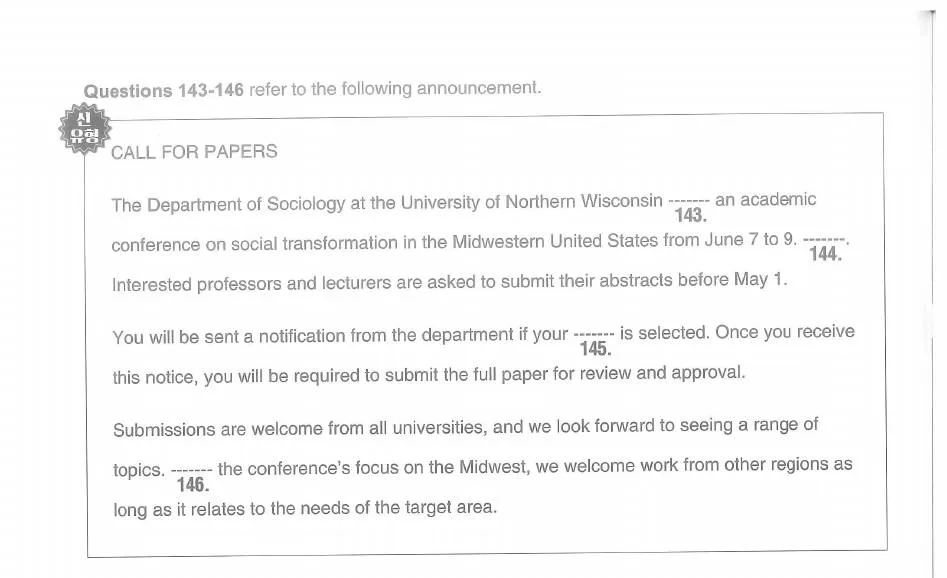 Questions 143-146 refer to the following announcement.
신
유형
CALL FOR PAPERS
The Department of Sociology at the University of Northern Wisconsin ------- an academic
143.
conference on social transformation in the Midwestern United States from June 7 to 9. -------.
144.
Interested professors and lecturers are asked to submit their abstracts before May 1.
You will be sent a notification from the department if your ------- is selected. Once you receive
145.
this notice, you will be required to submit the full paper for review and approval.
Submissions are welcome from all universities, and we look forward to seeing a range of
topics. ------- the conference's focus on the Midwest, we welcome work from other regions as
146.
long as it relates to the needs of the target area.